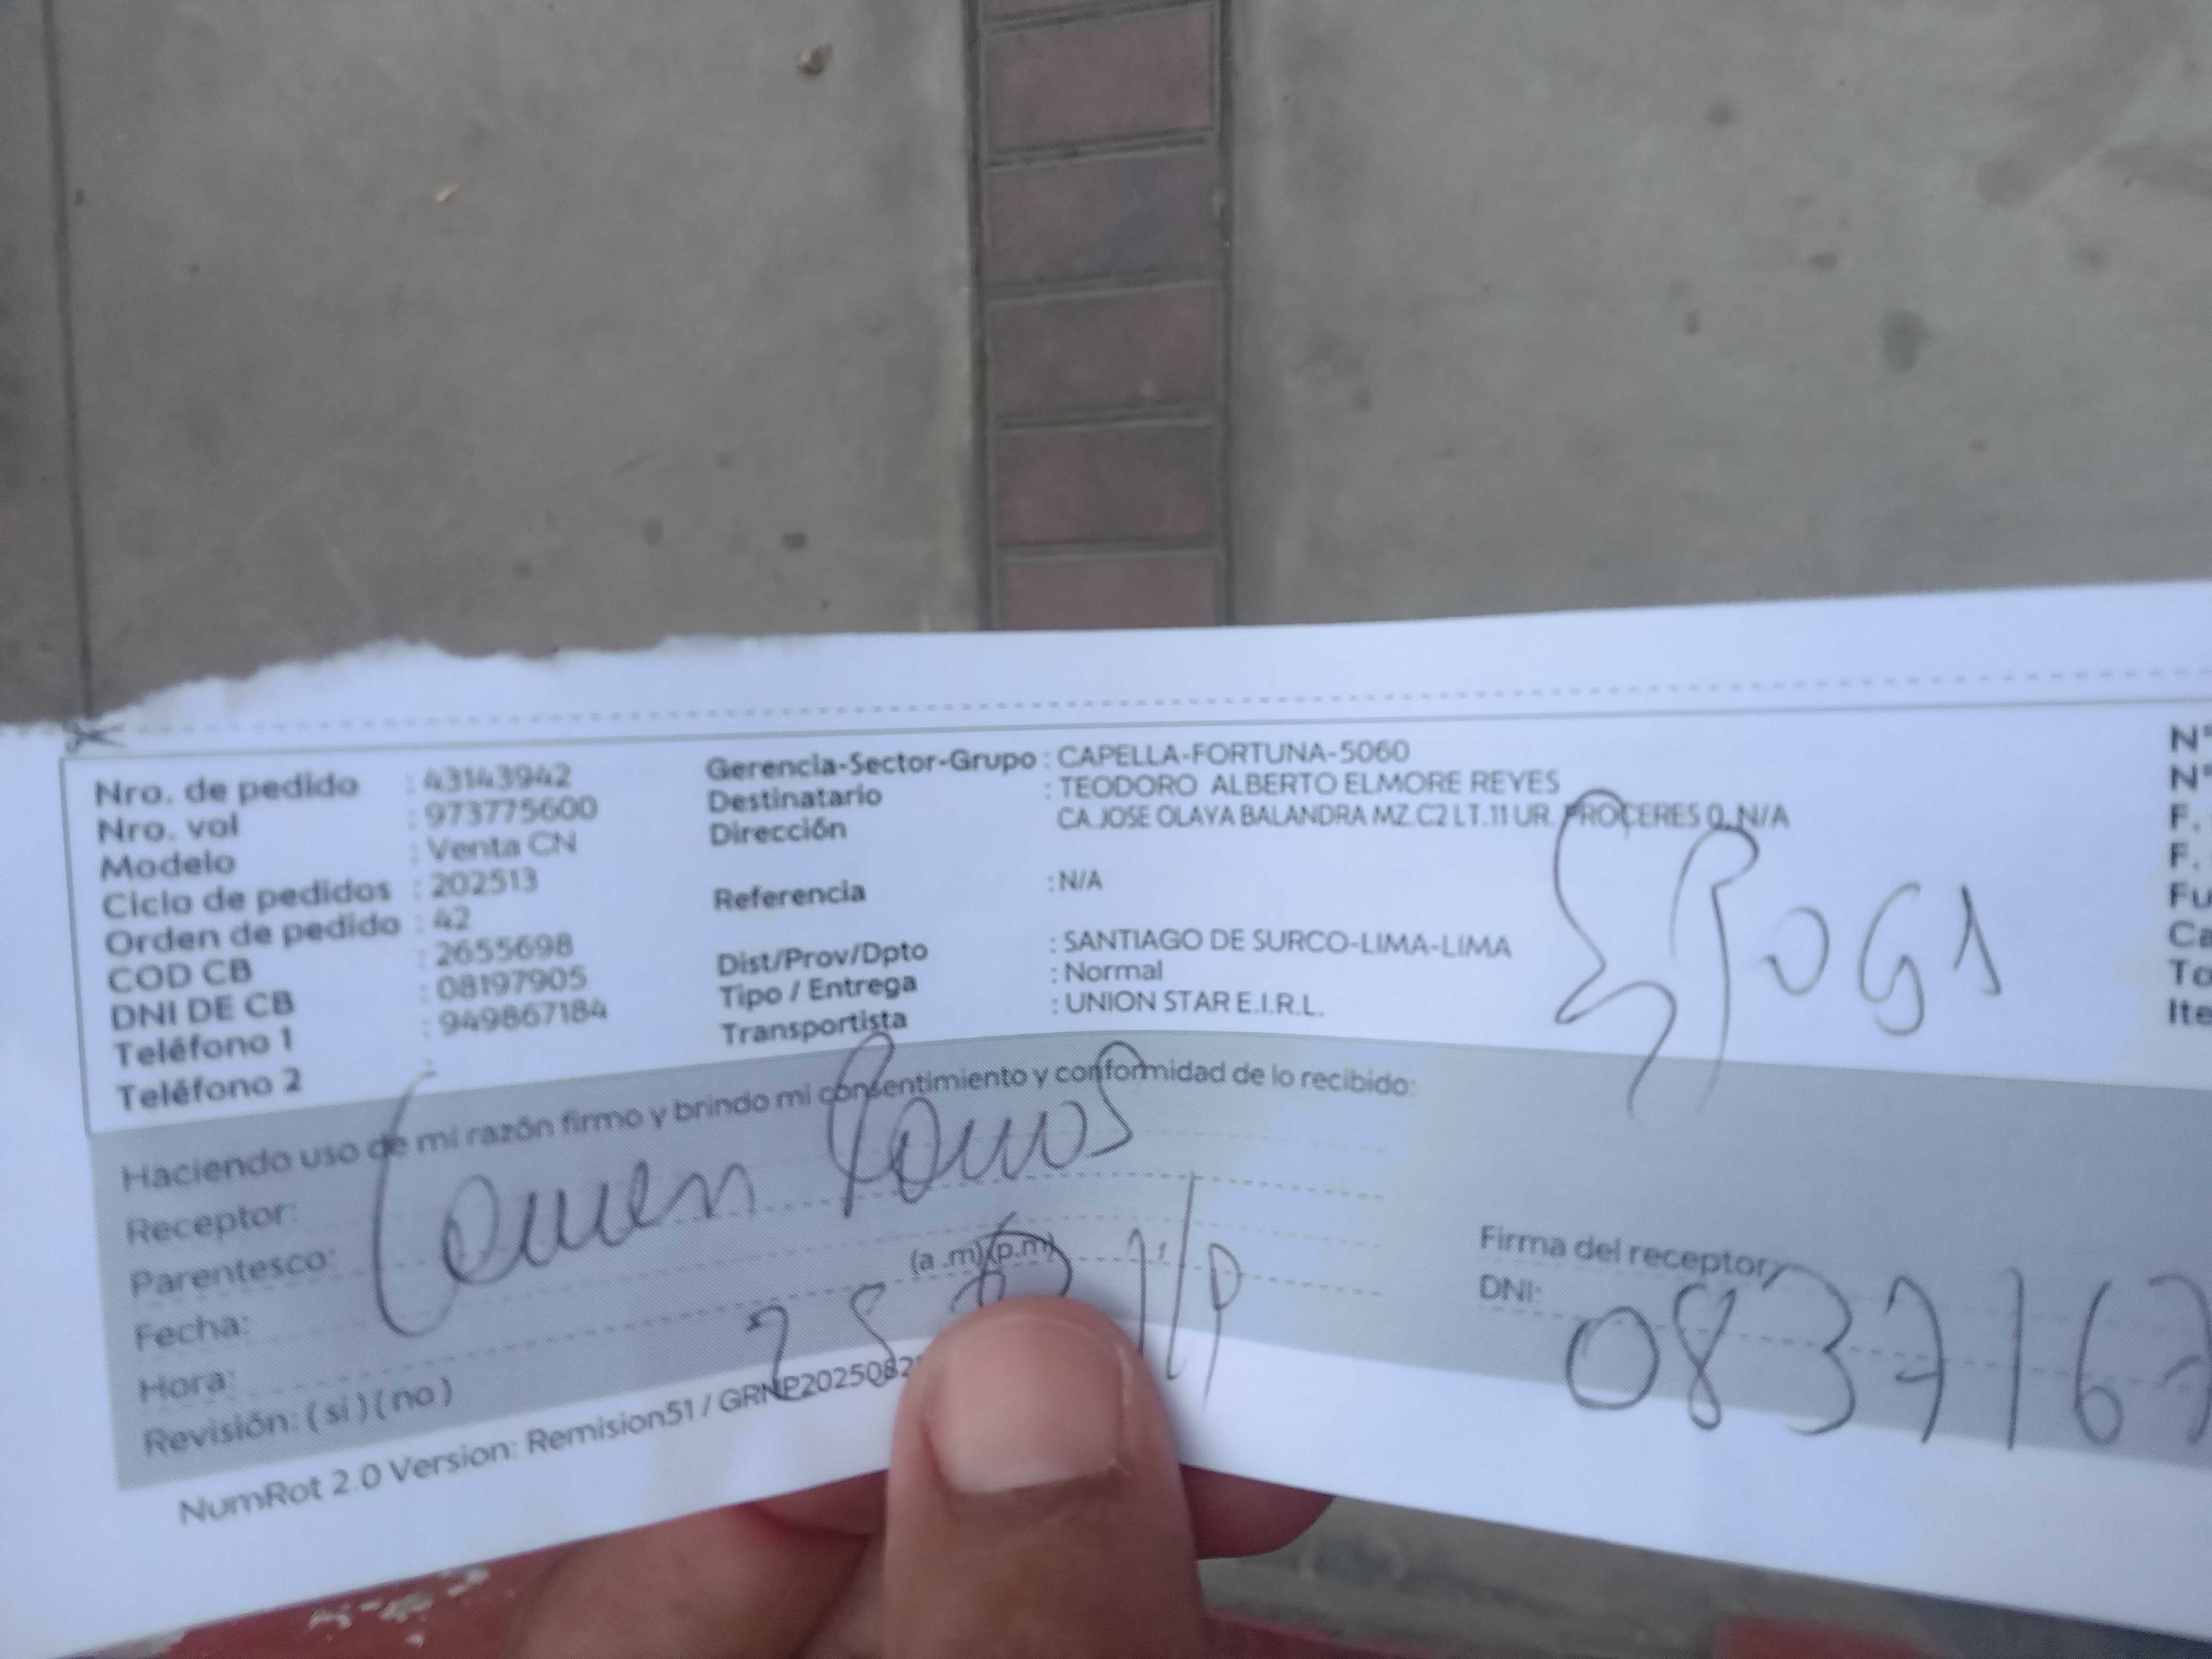 Nro. de pedido : 43143942
Nro. vol : 973775600
Modelo : Venta CN
Ciclo de pedidos : 202513
Orden de pedido : 42
COD CB : 2655698
DNI DE CB : 08197905
Teléfono 1 : 949867184
Teléfono 2 :
Gerencia-Sector-Grupo : CAPELLA-FORTUNA-5060
Destinatario : TEODORO ALBERTO ELMORE REYES
Dirección CA.JOSE OLAYA BALANDRA MZ.C2 LT.11 UR. PROCERES 0, N/A
Referencia : N/A
Dist/Prov/Dpto : SANTIAGO DE SURCO-LIMA-LIMA
Tipo / Entrega : Normal
Transportista : UNION STAR E.I.R.L.
N°
N°
F.
F.
Fu
Ca
To
Ite
Haciendo uso de mi razón firmo y brindo mi consentimiento y conformidad de lo recibido:
Receptor:
Parentesco:
Fecha:
Hora: (a.m)(p.m)
Revisión: (si)(no)
Firma del receptor
DNI: 083716
NumRot 2.0 Version: Remision51 / GRNP2025082